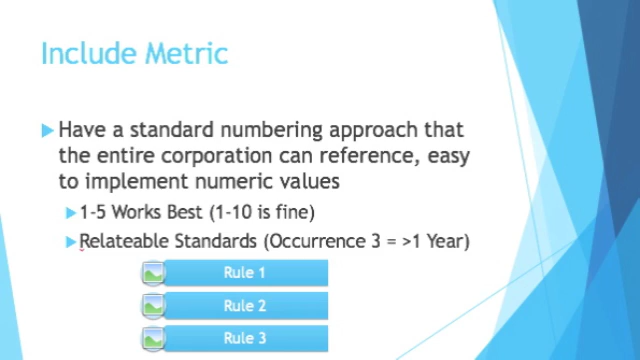 Include Metric
Have a standard numbering approach that
the entire corporation can reference, easy
to implement numeric values
1-5 Works Best (1-10 is fine)
Relateable Standards (Occurrence 3 = >1 Year)
Rule 1
Rule 2
Rule 3